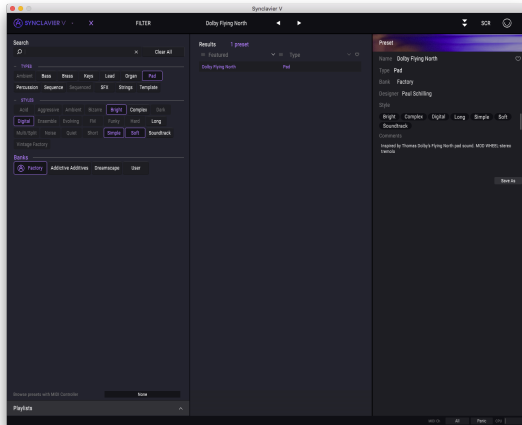 Synclavier V
SYNCLAVIER V
X
FILTER
Dolby Flying North
SCR
Search
Clear All
TYPES
Ambient Bass Brass Keys Lead Organ Pad
Percussion Sequence Sequenced SFX Strings Template
STYLES
Acid Aggressive Ambient Bizarre Bright Complex Dark
Digital Ensemble Evolving FM Funky Hard Long
Multi/Split Noise Quiet Short Simple Soft Soundtrack
Vintage Factory
Banks
Factory Addictive Additives Dreamscape User
Browse presets with MIDI Controller None
Playlists
Results 1 preset
Featured Type
Dolby Flying North Pad
Preset
Name Dolby Flying North
Type Pad
Bank Factory
Designer Paul Schilling
Style
Bright Complex Digital Long Simple Soft
Soundtrack
Comments
Inspired by Thomas Dolby's Flying North pad sound. MOD WHEEL-stereo
tremolo.
Save As
All Panic CPU